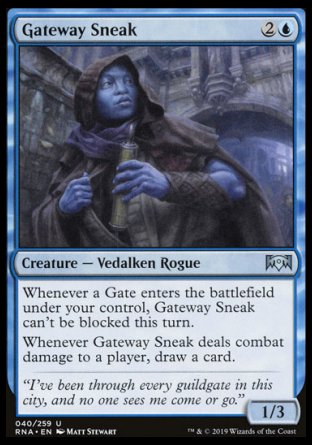 Gateway Sneak 2
Creature — Vedalken Rogue
Whenever a Gate enters the battlefield
under your control, Gateway Sneak
can't be blocked this turn.
Whenever Gateway Sneak deals combat
damage to a player, draw a card.
"I've been through every guildgate in this
city, and no one sees me come or go."
1/3
040/259 U
RNA • EN Matt Stewart
™ & © 2019 Wizards of the Coast